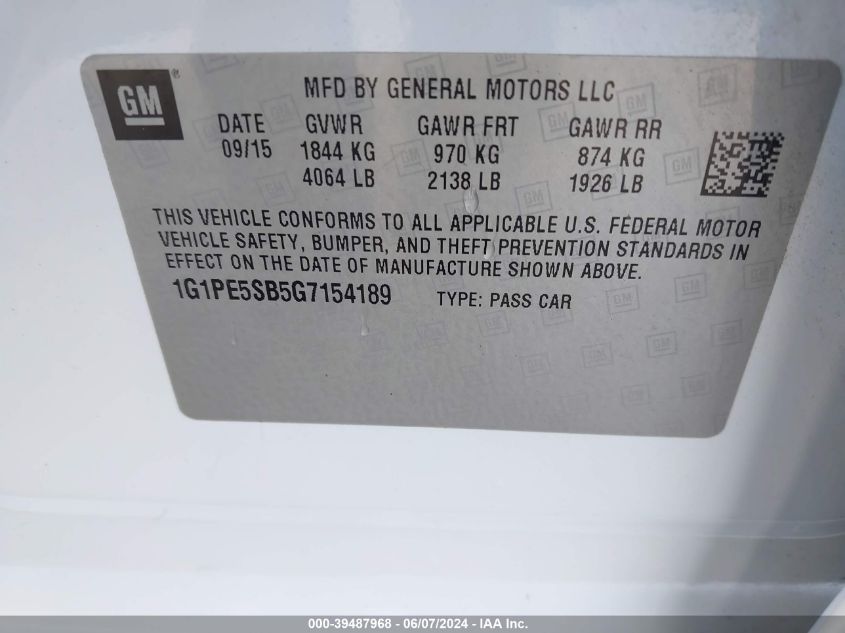 GM®
MFD BY GENERAL MOTORS LLC
DATE GVWR GAWR FRT GAWR RR
09/15 1844 KG 970 KG 874 KG
4064 LB 2138 LB 1926 LB
THIS VEHICLE CONFORMS TO ALL APPLICABLE U.S. FEDERAL MOTOR
VEHICLE SAFETY, BUMPER, AND THEFT PREVENTION STANDARDS IN
EFFECT ON THE DATE OF MANUFACTURE SHOWN ABOVE.
1G1PE5SB5G7154189 TYPE: PASS CAR
000-39487968 - 06/07/2024 - IAA Inc.